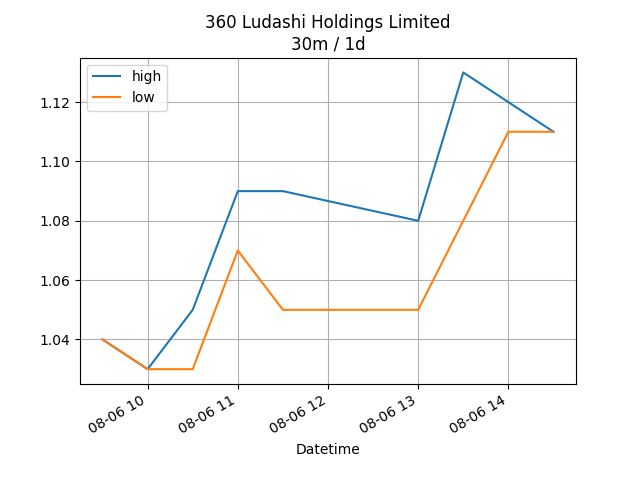 360 Ludashi Holdings Limited
30m / 1d
high
low
1.12
1.10
1.08
1.06
1.04
08-06 10
08-06 11
08-06 12
08-06 13
08-06 14
Datetime